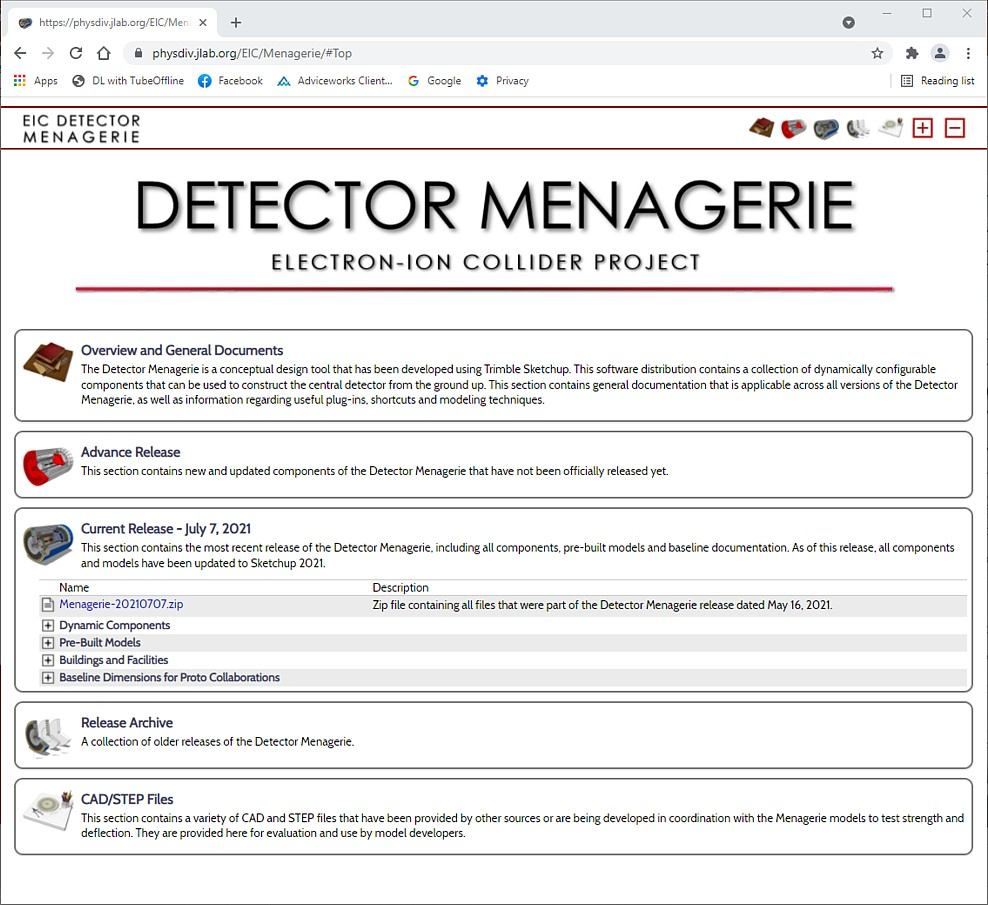 https://physdiv.jlab.org/EIC/Men
physdiv.jlab.org/EIC/Menagerie/#Top
Apps DL with TubeOffline Facebook Adviceworks Client... Google Privacy Reading list
EIC DETECTOR
MENAGERIE
DETECTOR MENAGERIE
ELECTRON-ION COLLIDER PROJECT
Overview and General Documents
The Detector Menagerie is a conceptual design tool that has been developed using Trimble Sketchup. This software distribution contains a collection of dynamically configurable
components that can be used to construct the central detector from the ground up. This section contains general documentation that is applicable across all versions of the Detector
Menagerie, as well as information regarding useful plug-ins, shortcuts and modeling techniques.
Advance Release
This section contains new and updated components of the Detector Menagerie that have not been officially released yet.
Current Release - July 7, 2021
This section contains the most recent release of the Detector Menagerie, including all components, pre-built models and baseline documentation. As of this release, all components
and models have been updated to Sketchup 2021.
Name Description
Menagerie-20210707.zip Zip file containing all files that were part of the Detector Menagerie release dated May 16, 2021.
Dynamic Components
Pre-Built Models
Buildings and Facilities
Baseline Dimensions for Proto Collaborations
Release Archive
A collection of older releases of the Detector Menagerie.
CAD/STEP Files
This section contains a variety of CAD and STEP files that have been provided by other sources or are being developed in coordination with the Menagerie models to test strength and
deflection. They are provided here for evaluation and use by model developers.